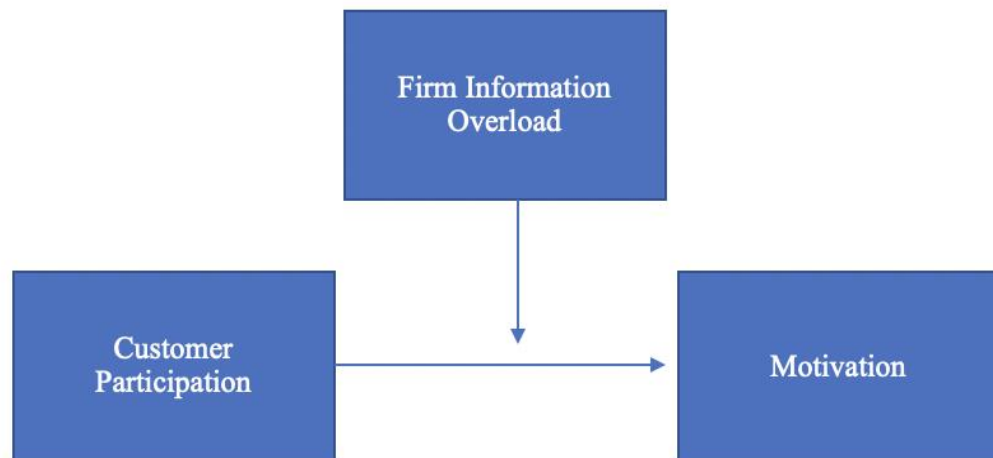 Firm Information
Overload
Customer
Participation
Motivation